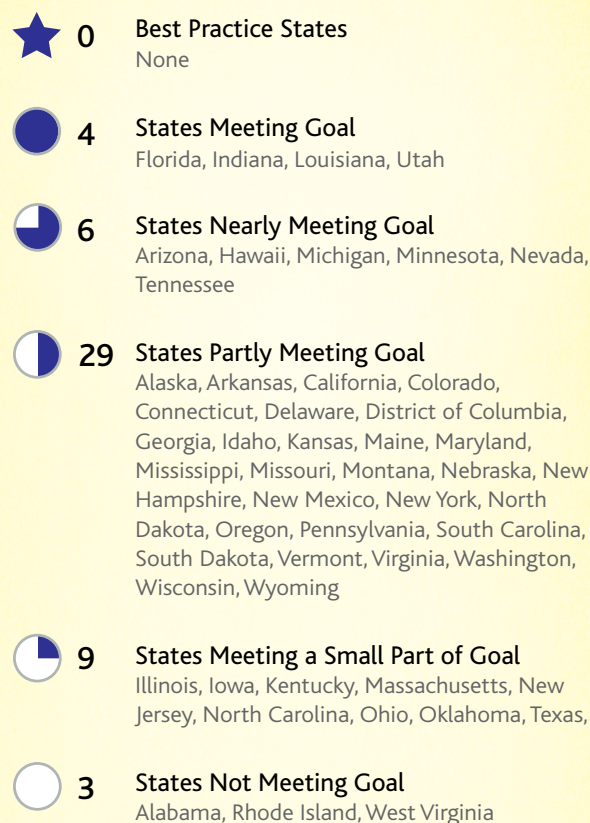 0 Best Practice States
None
4 States Meeting Goal
Florida, Indiana, Louisiana, Utah
6 States Nearly Meeting Goal
Arizona, Hawaii, Michigan, Minnesota, Nevada,
Tennessee
29 States Partly Meeting Goal
Alaska, Arkansas, California, Colorado,
Connecticut, Delaware, District of Columbia,
Georgia, Idaho, Kansas, Maine, Maryland,
Mississippi, Missouri, Montana, Nebraska, New
Hampshire, New Mexico, New York, North
Dakota, Oregon, Pennsylvania, South Carolina,
South Dakota, Vermont, Virginia, Washington,
Wisconsin, Wyoming
9 States Meeting a Small Part of Goal
Illinois, Iowa, Kentucky, Massachusetts, New
Jersey, North Carolina, Ohio, Oklahoma, Texas,
3 States Not Meeting Goal
Alabama, Rhode Island, West Virginia